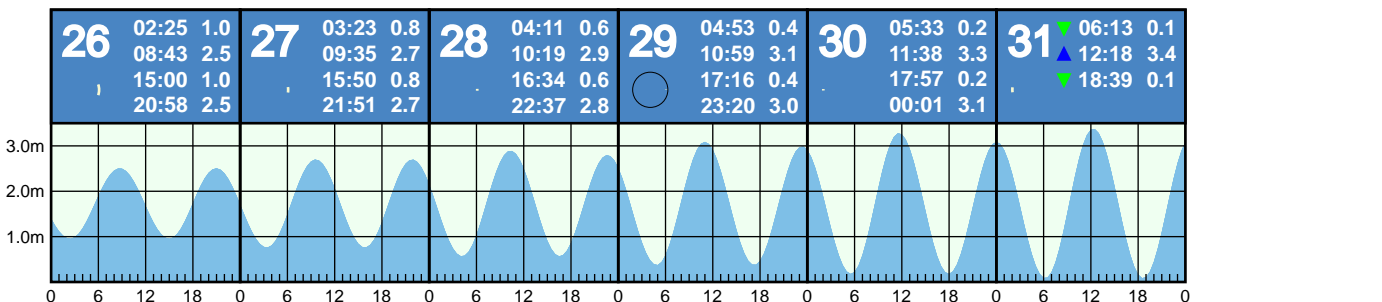 26 02:25 1.0 27 03:23 0.8 28 04:11 0.6 29 04:53 0.4 30 05:33 0.2 31 06:13 0.1
08:43 2.5 09:35 2.7 10:19 2.9 10:59 3.1 11:38 3.3 12:18 3.4
15:00 1.0 15:50 0.8 16:34 0.6 17:16 0.4 17:57 0.2 18:39 0.1
20:58 2.5 21:51 2.7 22:37 2.8 23:20 3.0 00:01 3.1
3.0m
2.0m
1.0m
0 6 12 18 0 6 12 18 0 6 12 18 0 6 12 18 0 6 12 18 0 6 12 18 0